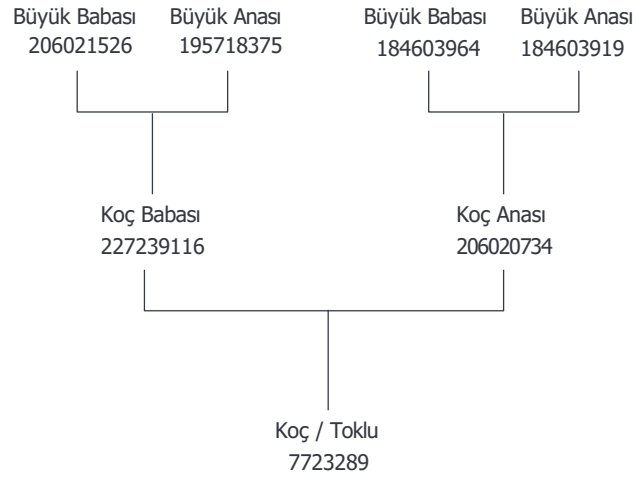 Büyük Babası Büyük Anası Büyük Babası Büyük Anası
206021526 195718375 184603964 184603919
Koç Babası Koç Anası
227239116 206020734
Koç / Toklu
7723289